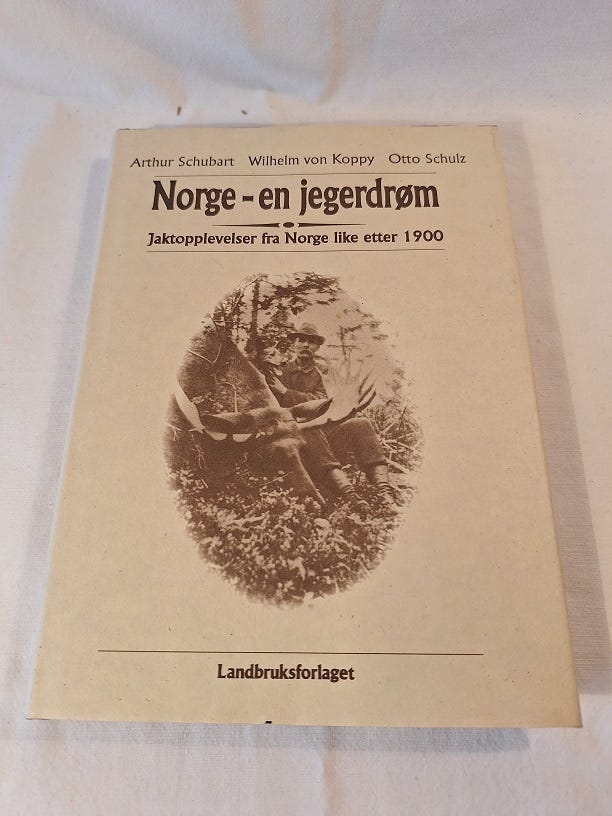 Arthur Schubart Wilhelm von Koppy Otto Schulz
Norge - en jegerdrøm
Jaktopplevelser fra Norge like etter 1900
Landbruksforlaget